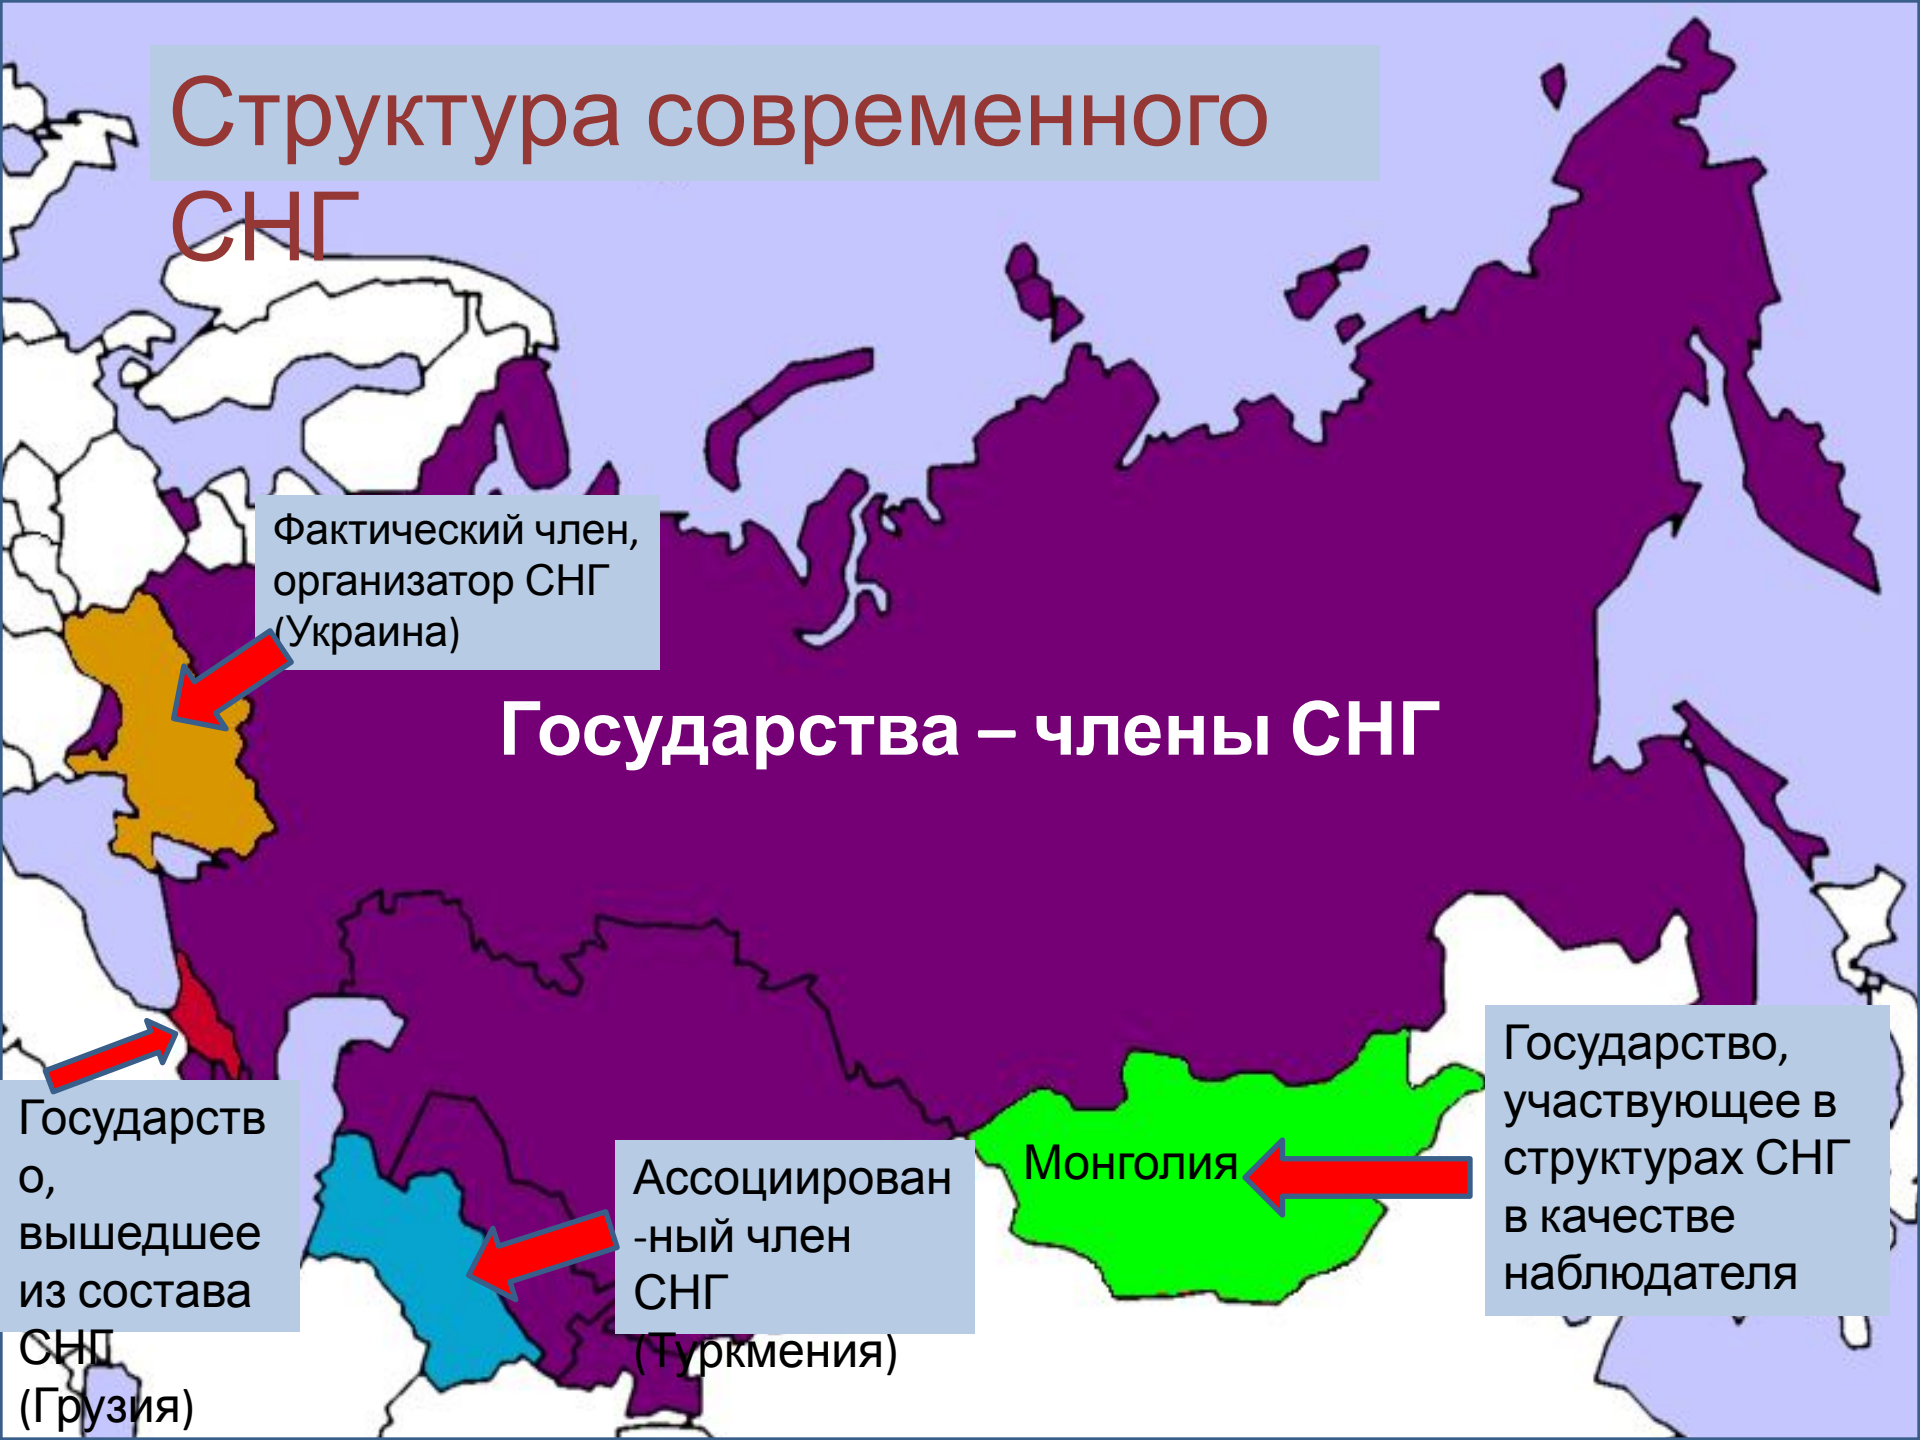 Структура современного
СНГ
Фактический член,
организатор СНГ
(Украина)
Государства – члены СНГ
Государств
о,
вышедшее
из состава
СНГ
(Грузия)
Ассоциирован
-ный член
СНГ
(Туркмения)
Монголия
Государство,
участвующее в
структурах СНГ
в качестве
наблюдателя